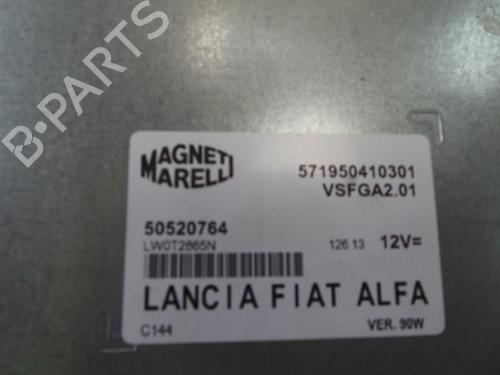 B-PARTS
MAGNETI MARELLI
571950410301
VSFGA2.01
50520764
LW0T2865N
126 13 12V=
LANCIA FIAT ALFA
C144
VER. 90W